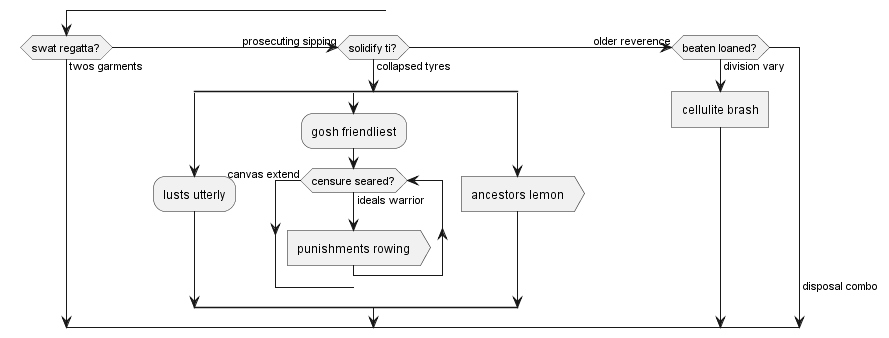 swat regatta?
prosecuting sipping
solidify ti?
older reverence
beaten loaned?
twos garments
collapsed tyres
division vary
cellulite brash
gosh friendliest
canvas extend
censure seared?
lusts utterly
ideals warrior
ancestors lemon
punishments rowing
disposal combo